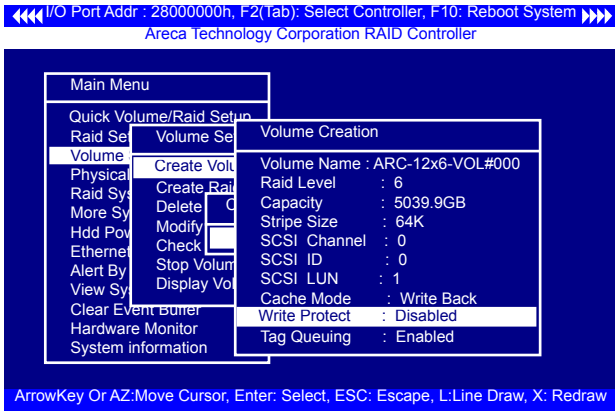 I/O Port Addr : 28000000h, F2(Tab): Select Controller, F10: Reboot System
Areca Technology Corporation RAID Controller
Main Menu
Quick Volume/Raid Setup
Raid Set
Volume
Physical
Raid Sys
More Sy
Hdd Pow
Ethernet
Alert By
View Sy
Clear Event Buffer
Hardware Monitor
System information
Volume Se
Create Volu
Create Rai
Delete
Modify
Check
Stop Volum
Display Vol
C
Volume Creation
Volume Name : ARC-12x6-VOL#000
Raid Level : 6
Capacity : 5039.9GB
Stripe Size : 64K
SCSI Channel : 0
SCSI ID : 0
SCSI LUN : 1
Cache Mode : Write Back
Write Protect : Disabled
Tag Queuing : Enabled
ArrowKey Or AZ:Move Cursor, Enter: Select, ESC: Escape, L:Line Draw, X: Redraw